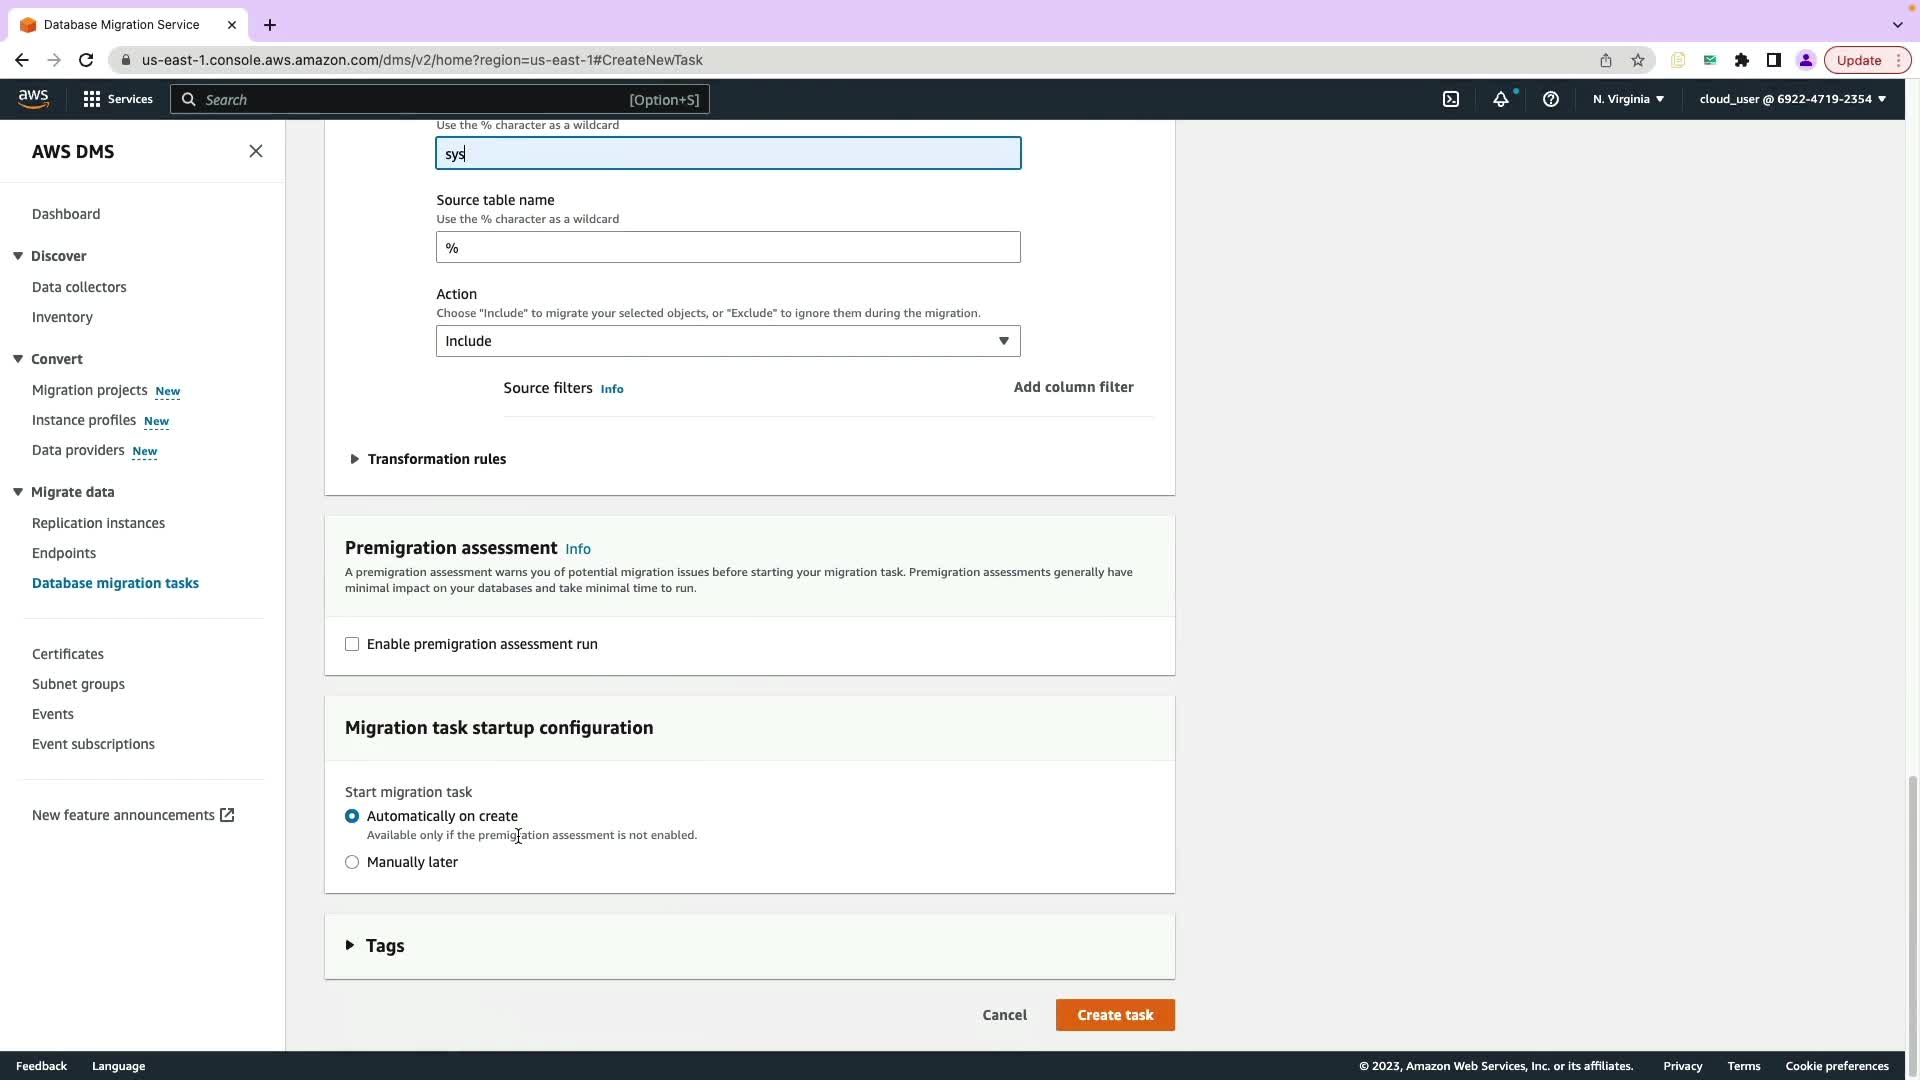 Database Migration Service
us-east-1.console.aws.amazon.com/dms/v2/home?region=us-east-1#CreateNewTask
Update
aws
Services
Search
[Option+S]
N. Virginia
cloud_user @ 6922-4719-2354
AWS DMS
Dashboard
Discover
Data collectors
Inventory
Convert
Migration projects New
Instance profiles New
Data providers New
Migrate data
Replication instances
Endpoints
Database migration tasks
Certificates
Subnet groups
Events
Event subscriptions
New feature announcements
Use the % character as a wildcard
sys
Source table name
Use the % character as a wildcard
%
Action
Choose "Include" to migrate your selected objects, or "Exclude" to ignore them during the migration.
Include
Source filters Info
Add column filter
Transformation rules
Premigration assessment Info
A premigration assessment warns you of potential migration issues before starting your migration task. Premigration assessments generally have
minimal impact on your databases and take minimal time to run.
Enable premigration assessment run
Migration task startup configuration
Start migration task
Automatically on create
Available only if the premigration assessment is not enabled.
Manually later
Tags
Cancel
Create task
Feedback
Language
© 2023, Amazon Web Services, Inc. or its affiliates.
Privacy
Terms
Cookie preferences